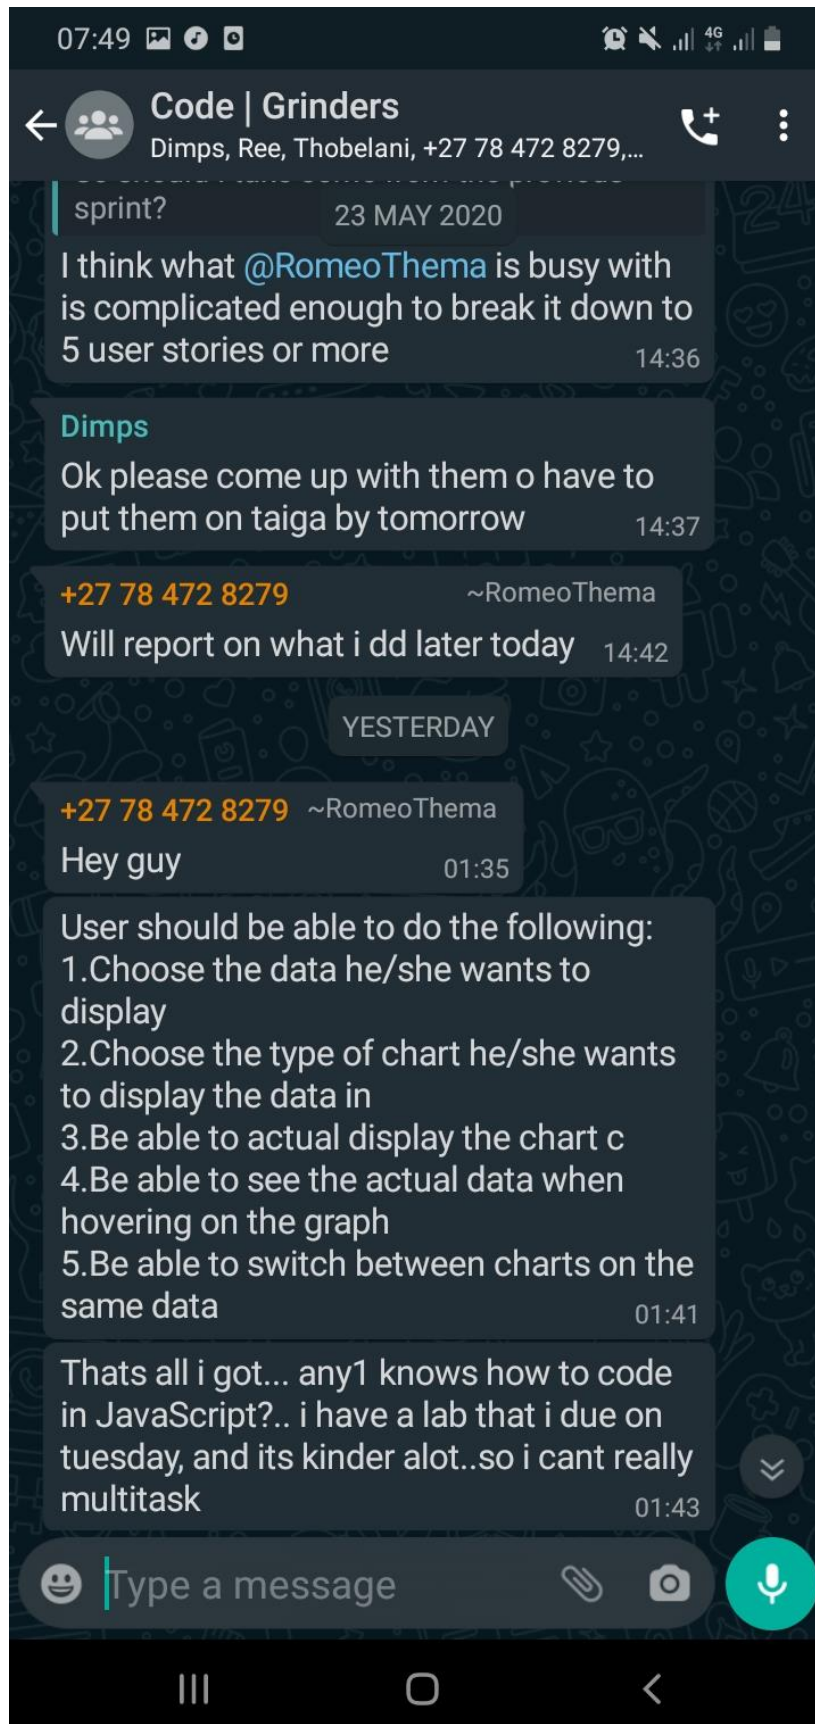 07:49
4G
Code | Grinders
Dimps, Ree, Thobelani, +27 78 472 8279,...
sprint?
23 MAY 2020
I think what @RomeoThema is busy with
is complicated enough to break it down to
5 user stories or more
14:36
Dimps
Ok please come up with them o have to
put them on taiga by tomorrow
14:37
+27 78 472 8279 ~RomeoThema
Will report on what i dd later today 14:42
YESTERDAY
+27 78 472 8279 ~RomeoThema
Hey guy 01:35
User should be able to do the following:
1.Choose the data he/she wants to
display
2.Choose the type of chart he/she wants
to display the data in
3.Be able to actual display the chart c
4.Be able to see the actual data when
hovering on the graph
5.Be able to switch between charts on the
same data
01:41
Thats all i got... any1 knows how to code
in JavaScript?.. i have a lab that i due on
tuesday, and its kinder alot..so i cant really
multitask
01:43
Type a message